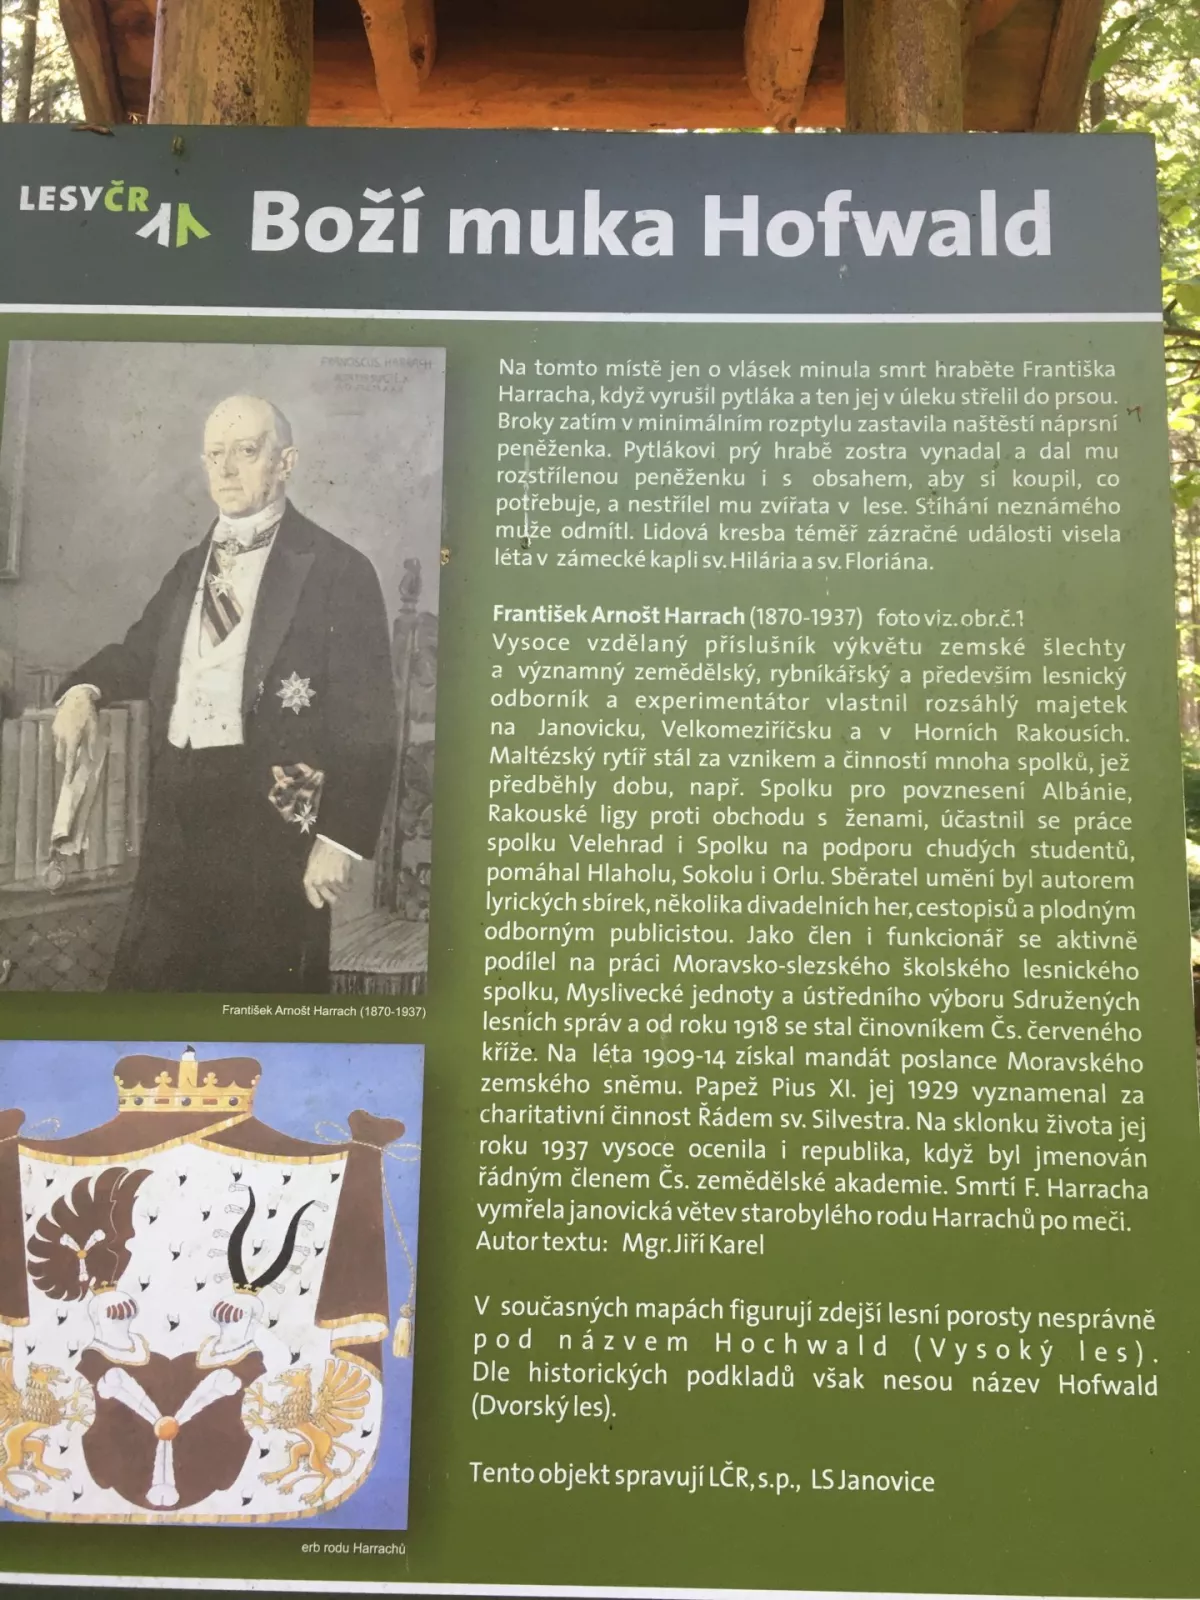 LESYČR
Boží muka Hofwald
Na tomto místě jen o vlásek minula smrt hraběte Františka
Harracha, když vyrušil pytláka a ten jej v úleku střelil do prsou.
Broky zatím v minimálním rozptylu zastavila naštěstí náprsní
peněženka. Pytlákovi prý hrabě zostra vynadal a dal mu
rozstřílenou peněženku i s obsahem, aby si koupil, co
potřebuje, a nestřílel mu zvířata v lese. Stíhání neznámého
muže odmítl. Lidová kresba téměř zázračné události visela
léta v zámecké kapli sv. Hilária a sv. Floriána.
František Arnošt Harrach (1870-1937) foto viz. obr.č.1
Vysoce vzdělaný příslušník výkvětu zemské šlechty
a významný zemědělský, rybníkářský a především lesnický
odborník a experimentátor vlastnil rozsáhlý majetek
na Janovicku, Velkomeziříčsku a v Horních Rakousích.
Maltézský rytíř stál za vznikem a činností mnoha spolků, jež
předběhly dobu, např. Spolku pro povznesení Albánie,
Rakouské ligy proti obchodu s ženami, účastnil se práce
spolku Velehrad i Spolku na podporu chudých studentů,
pomáhal Hlaholu, Sokolu i Orlu. Sběratel umění byl autorem
lyrických sbírek, několika divadelních her, cestopisů a plodným
odborným publicistou. Jako člen i funkcionář se aktivně
podílel na práci Moravsko-slezského školského lesnického
spolku, Myslivecké jednoty a ústředního výboru Sdružených
lesních správ a od roku 1918 se stal činovníkem Čs. červeného
kříže. Na léta 1909-14 získal mandát poslance Moravského
zemského sněmu. Papež Pius XI. jej 1929 vyznamenal za
charitativní činnost Řádem sv. Silvestra. Na sklonku života jej
roku 1937 vysoce ocenila i republika, když byl jmenován
řádným členem Čs. zemědělské akademie. Smrtí F. Harracha
vymřela janovická větev starobylého rodu Harrachů po meči.
Autor textu: Mgr. Jiří Karel
V současných mapách figurují zdejší lesní porosty nesprávně
pod názvem Hochwald (Vysoký les).
Dle historických podkladů však nesou název Hofwald
(Dvorský les).
Tento objekt spravují LČR, s.p., LS Janovice
František Arnošt Harrach (1870-1937)
erb rodu Harrachů